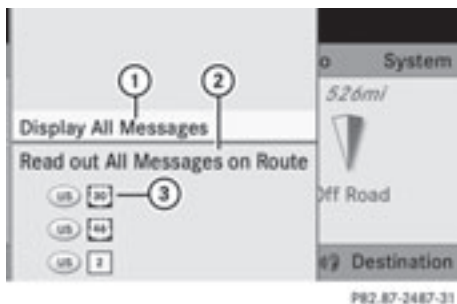 1 2
o System
526mi
Display All Messages
Read out All Messages on Route
US 30 3
Off Road
US 46
US 2
Destination
P82.87-2487-31